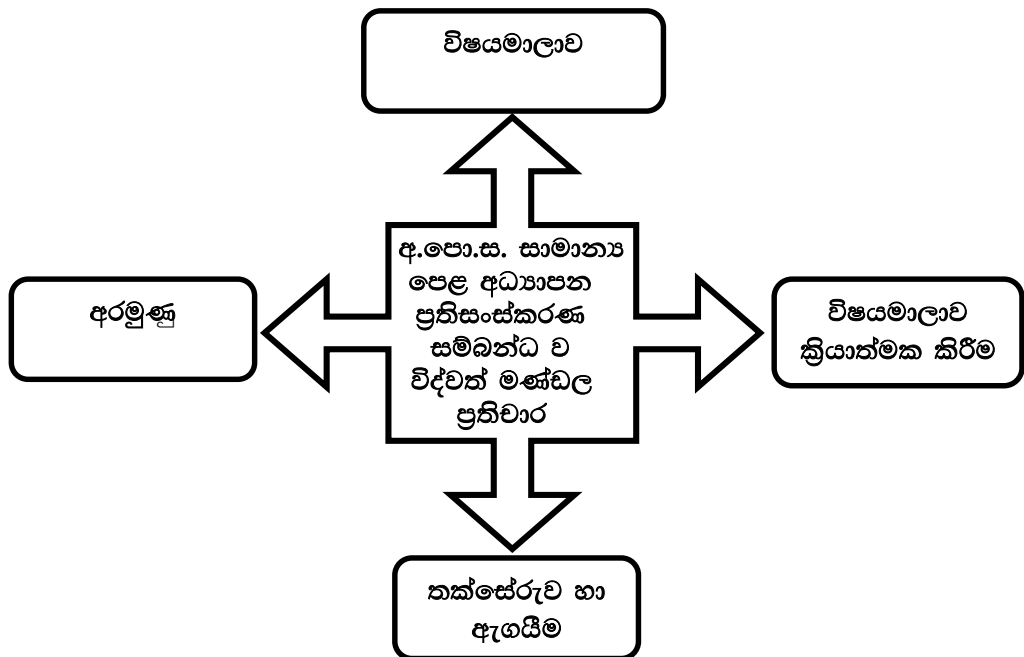 විෂයමාලාව
අ.පො.ස. සාමාන්‍ය
පෙළ අධ්‍යාපන
ප්‍රතිසංස්කරණ
සම්බන්ධ ව
විද්වත් මණ්ඩල
ප්‍රතිචාර
අරමුණු
විෂයමාලාව
ක්‍රියාත්මක කිරීම
තක්සේරුව හා
ඇගයීම